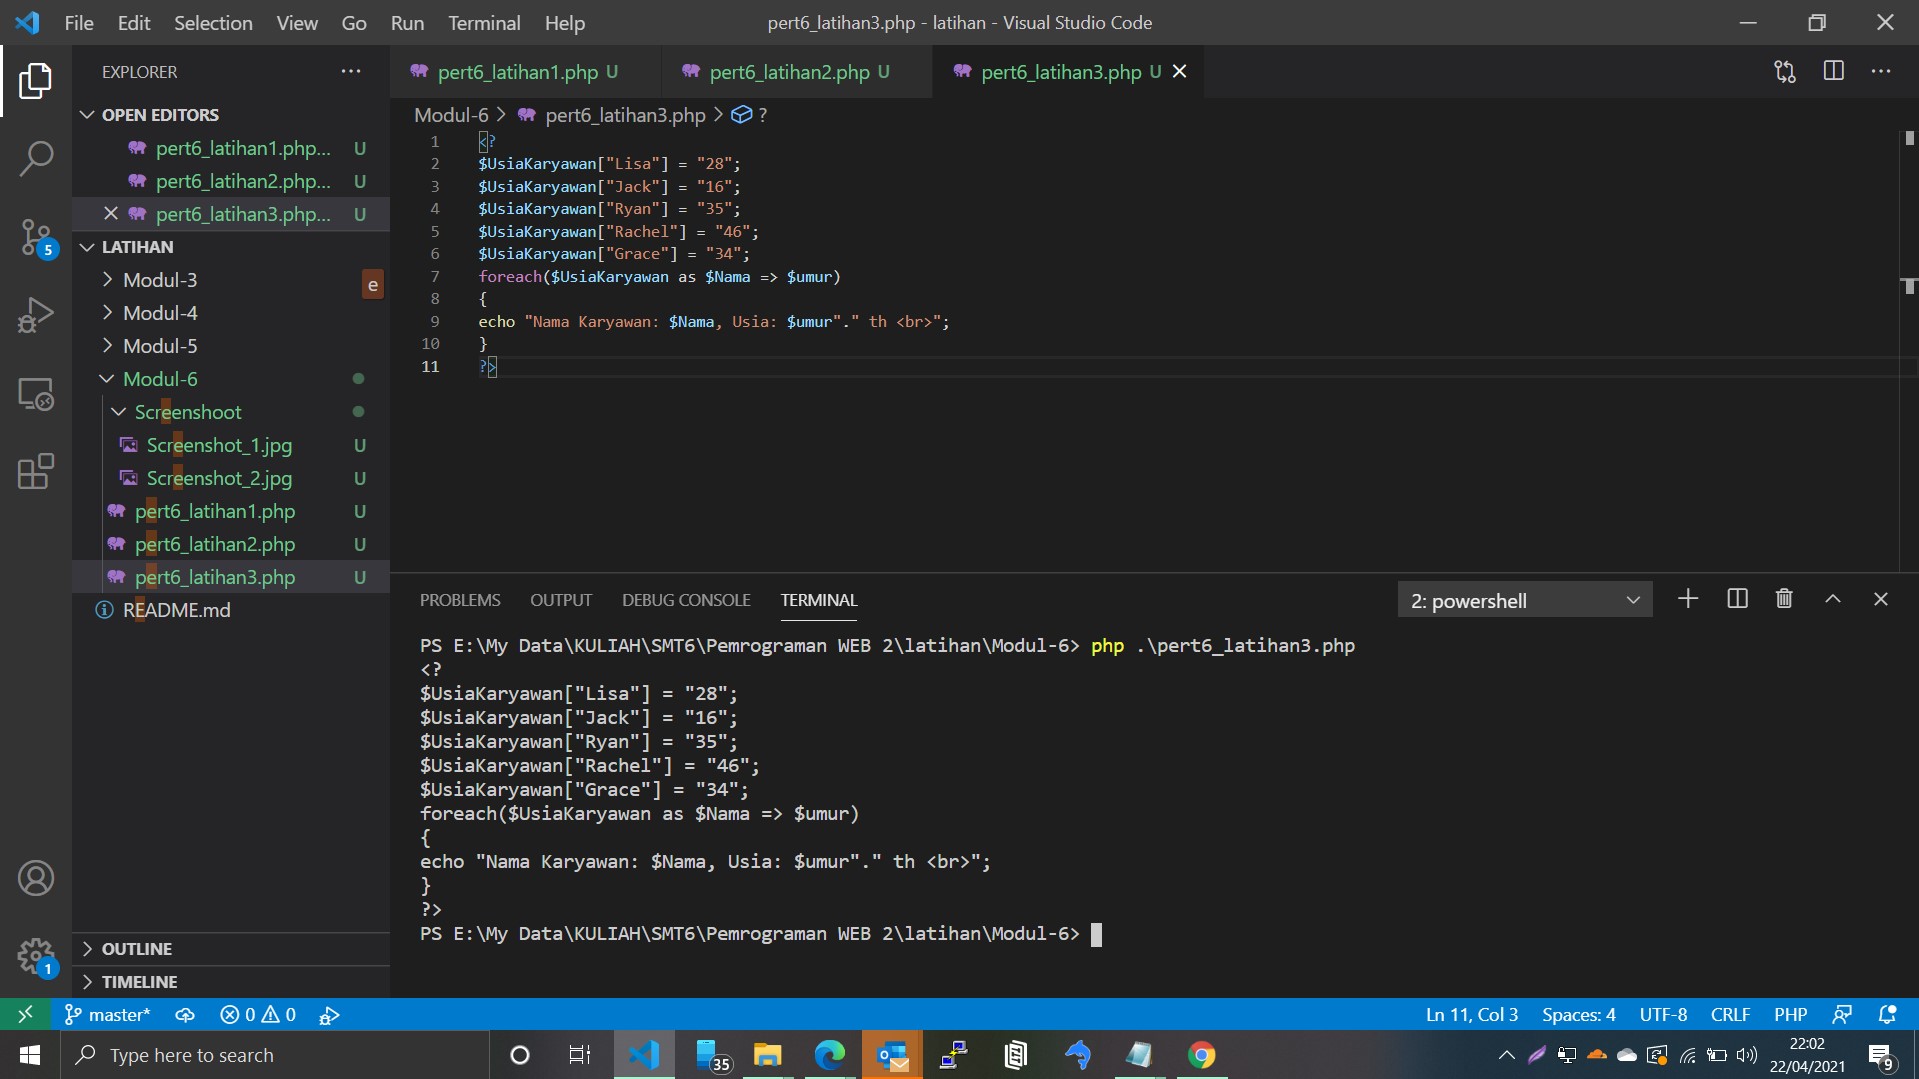 File Edit Selection View Go Run Terminal Help
pert6_latihan3.php - latihan - Visual Studio Code
EXPLORER
OPEN EDITORS
pert6_latihan1.php... U
pert6_latihan2.php... U
pert6_latihan3.php... U
LATIHAN
Modul-3
e
Modul-4
Modul-5
Modul-6
Screenshoot
Screenshot_1.jpg U
Screenshot_2.jpg U
pert6_latihan1.php U
pert6_latihan2.php U
pert6_latihan3.php U
README.md
OUTLINE
TIMELINE
5
1
pert6_latihan1.php U pert6_latihan2.php U pert6_latihan3.php U
Modul-6 > pert6_latihan3.php > ?
1 <?
2 $UsiaKaryawan["Lisa"] = "28";
3 $UsiaKaryawan["Jack"] = "16";
4 $UsiaKaryawan["Ryan"] = "35";
5 $UsiaKaryawan["Rachel"] = "46";
6 $UsiaKaryawan["Grace"] = "34";
7 foreach($UsiaKaryawan as $Nama => $umur)
8 {
9 echo "Nama Karyawan: $Nama, Usia: $umur"." th <br>";
10 }
11 ?>
PROBLEMS OUTPUT DEBUG CONSOLE TERMINAL
2: powershell
PS E:\My Data\KULIAH\SMT6\Pemrograman WEB 2\latihan\Modul-6> php .\pert6_latihan3.php
<?
$UsiaKaryawan["Lisa"] = "28";
$UsiaKaryawan["Jack"] = "16";
$UsiaKaryawan["Ryan"] = "35";
$UsiaKaryawan["Rachel"] = "46";
$UsiaKaryawan["Grace"] = "34";
foreach($UsiaKaryawan as $Nama => $umur)
{
echo "Nama Karyawan: $Nama, Usia: $umur"." th <br>";
}
?>
PS E:\My Data\KULIAH\SMT6\Pemrograman WEB 2\latihan\Modul-6>
master* 0 0
Ln 11, Col 3 Spaces: 4 UTF-8 CRLF PHP
Type here to search
35
22:02
22/04/2021
9